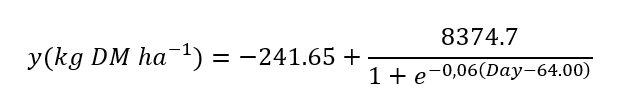 y(kg DM ha⁻¹) = −241.65 + 8374.7 / 1 + e^−0,06(Day−64.00)